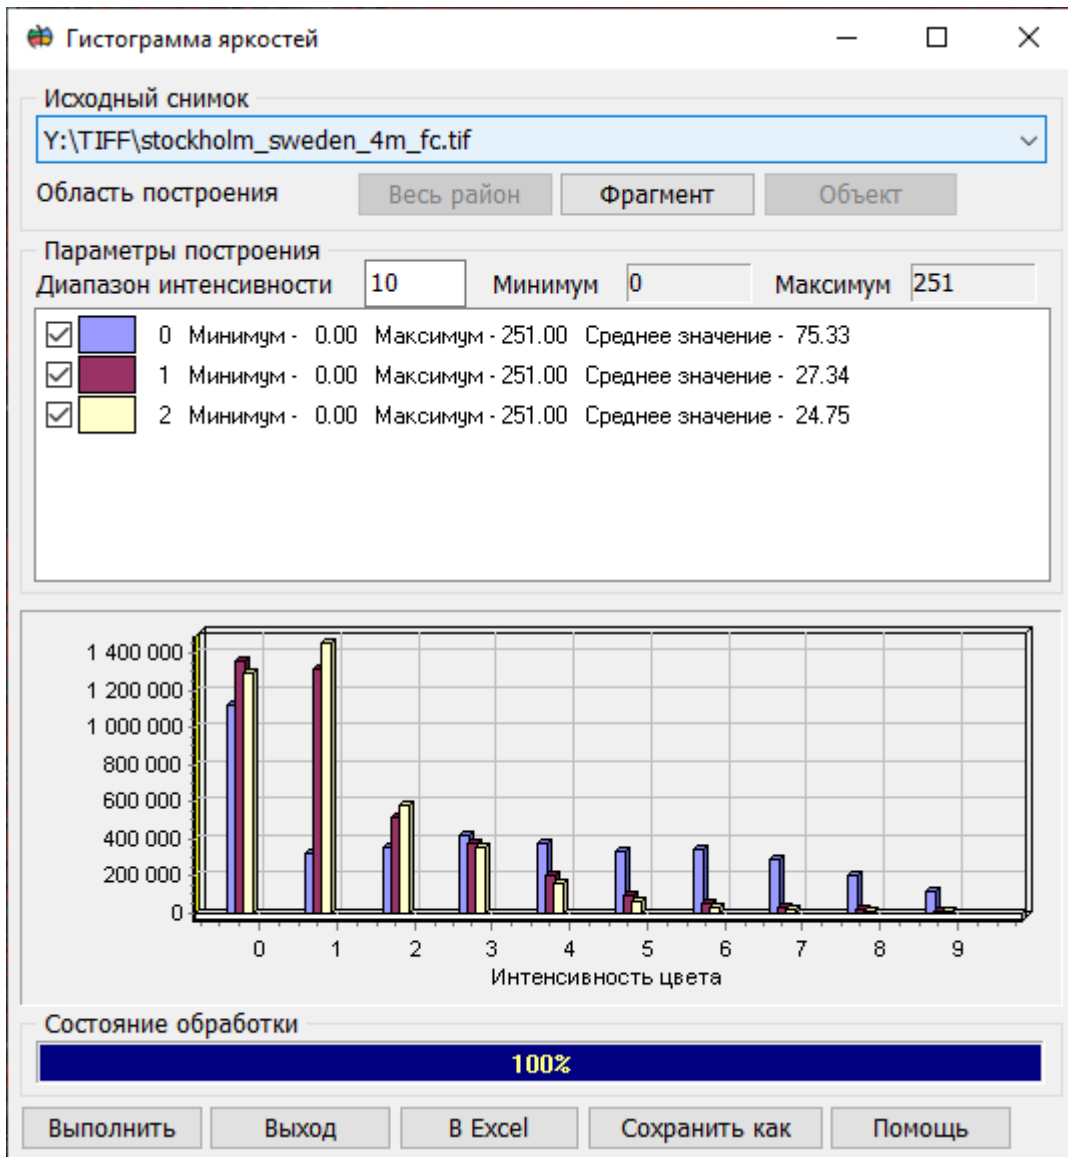 Гистограмма яркостей
Исходный снимок
Y:\TIFF\stockholm_sweden_4m_fc.tif
Область построения Весь район Фрагмент Объект
Параметры построения
Диапазон интенсивности 10 Минимум 0 Максимум 251
0 Минимум - 0.00 Максимум - 251.00 Среднее значение - 75.33
1 Минимум - 0.00 Максимум - 251.00 Среднее значение - 27.34
2 Минимум - 0.00 Максимум - 251.00 Среднее значение - 24.75
1 400 000
1 200 000
1 000 000
800 000
600 000
400 000
200 000
0
0 1 2 3 4 5 6 7 8 9
Интенсивность цвета
Состояние обработки
100%
Выполнить Выход В Excel Сохранить как Помощь